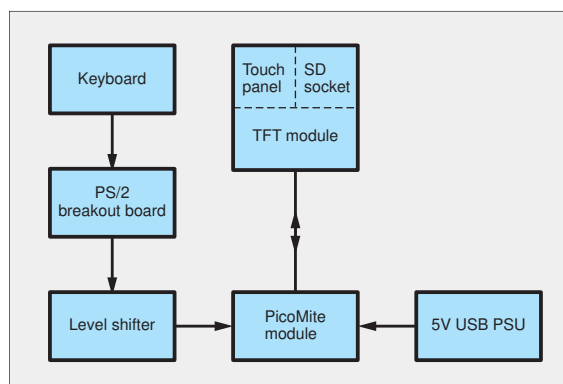 Keyboard
Touch
panel
SD
socket
TFT module
PS/2
breakout board
Level shifter
PicoMite
module
5V USB PSU